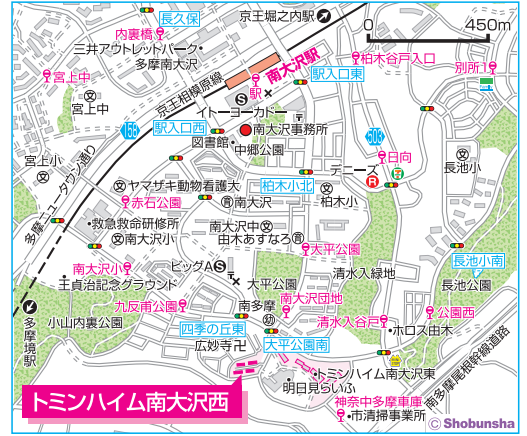 長久保
京王堀之内駅
0 450m
内裏橋
三井アウトレットパーク・
多摩南大沢
南大沢駅
駅
柏木谷戸入口
別所1
宮上中
宮上中
京王相模原線
駅入口東
イトーヨーカドー
158
駅入口西
南大沢事務所
図書館
中郷公園
503
日向
デニーズ
長池小
宮上小
多摩ニュータウン通り
ヤマザキ動物看護大
柏木小北
赤石公園
南大沢
柏木小
救急救命研修所
南大沢小
南大沢中
由木あすなろ
太平公園
長池小南
南大沢小
ビッグA
清水入緑地
王貞治記念グラウンド
大平公園
長池公園
九反甫公園
南多摩
南大沢団地
多摩境駅
小山内裏公園
四季の丘東
清水入谷戸
公園西
ホロス由木
広妙寺卍
大平公園南
南多摩尾根幹線道路
トミンハイム南大沢東
明日見らいふ
トミンハイム南大沢西
神奈中多摩車庫
市清掃事業所
© Shobunsha